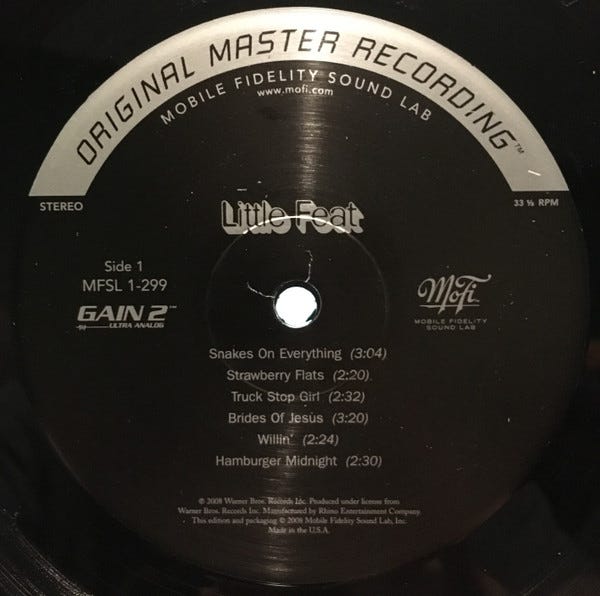 ORIGINAL MASTER RECORDING™
MOBILE FIDELITY SOUND LAB
www.mofi.com
STEREO
33 ⅓ RPM
Little Feat
Side 1
MFSL 1-299
GAIN 2™
ULTRA ANALOG
MoFi
MOBILE FIDELITY
SOUND LAB
Snakes On Everything (3:04)
Strawberry Flats (2:20)
Truck Stop Girl (2:32)
Brides Of Jesus (3:20)
Willin' (2:24)
Hamburger Midnight (2:30)
℗ 2008 Warner Bros. Records Inc. Produced under license from
Warner Bros. Records Inc. Manufactured by Rhino Entertainment Company.
This edition and packaging © 2008 Mobile Fidelity Sound Lab, Inc.
Made in the U.S.A.